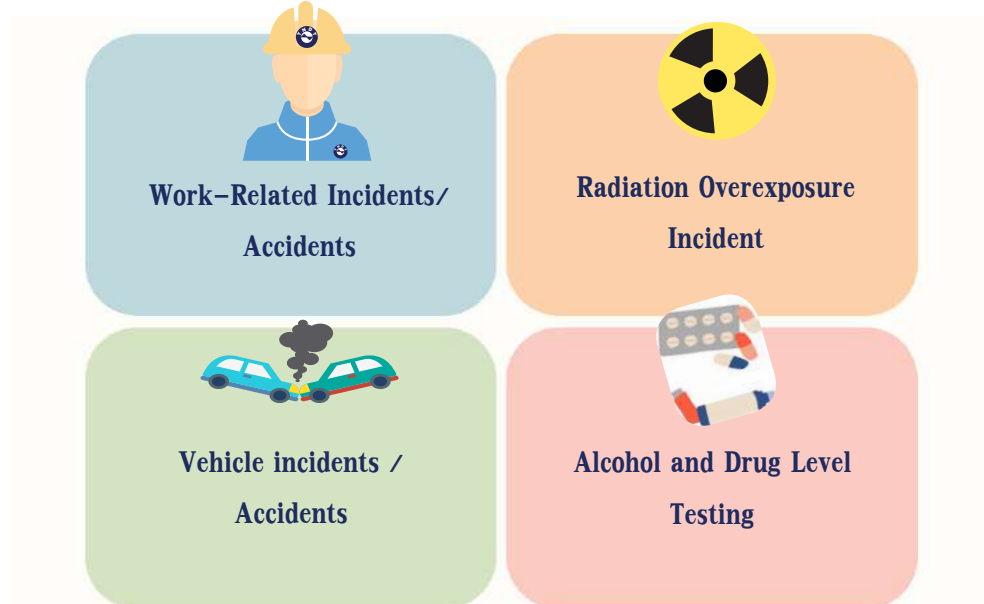 Work-Related Incidents/
Accidents
Radiation Overexposure
Incident
Vehicle incidents /
Accidents
Alcohol and Drug Level
Testing